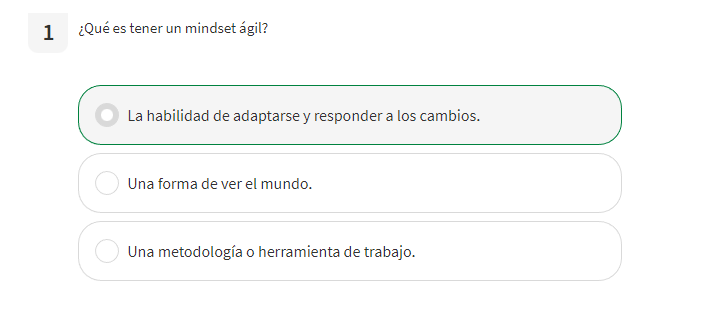 1
¿Qué es tener un mindset ágil?
La habilidad de adaptarse y responder a los cambios.
Una forma de ver el mundo.
Una metodología o herramienta de trabajo.